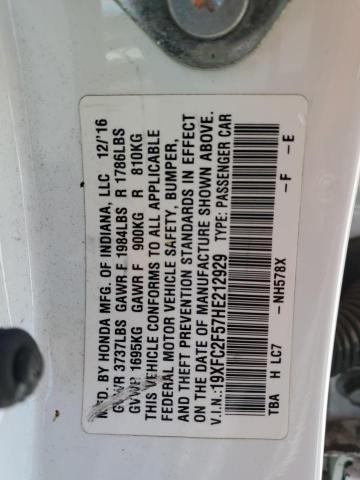 MFD. BY HONDA MFG. OF INDIANA, LLC 12/'16
GVWR 3737LBS GAWR F 1984LBS R 1786LBS
GVWR 1695KG GAWR F 900KG R 810KG
THIS VEHICLE CONFORMS TO ALL APPLICABLE
FEDERAL MOTOR VEHICLE SAFETY, BUMPER,
AND THEFT PREVENTION STANDARDS IN EFFECT
ON THE DATE OF MANUFACTURE SHOWN ABOVE.
V.I.N.: 19XFC2F57HE212929 TYPE: PASSENGER CAR
TBA H LC7 -NH578X -F -E